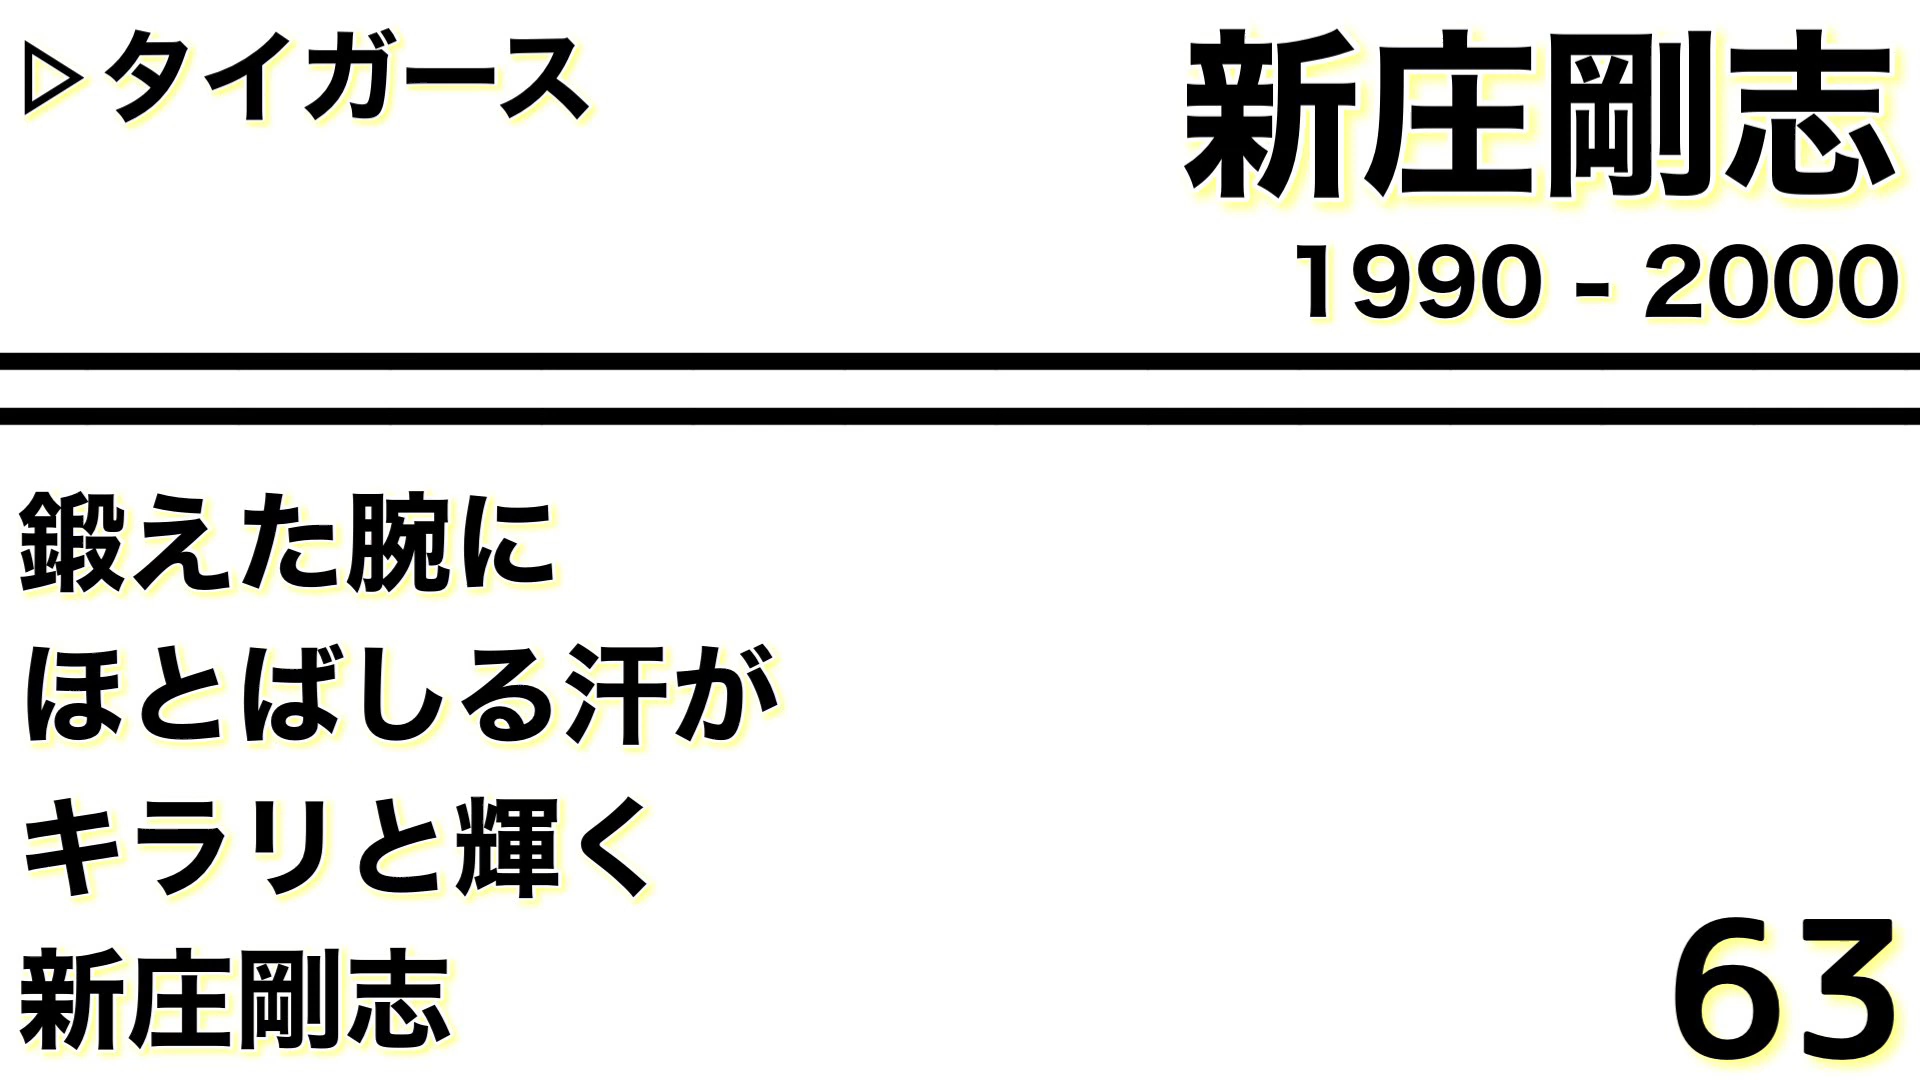 ▷タイガース
新庄剛志
1990 - 2000
鍛えた腕に
ほとばしる汗が
キラリと輝く
新庄剛志
63